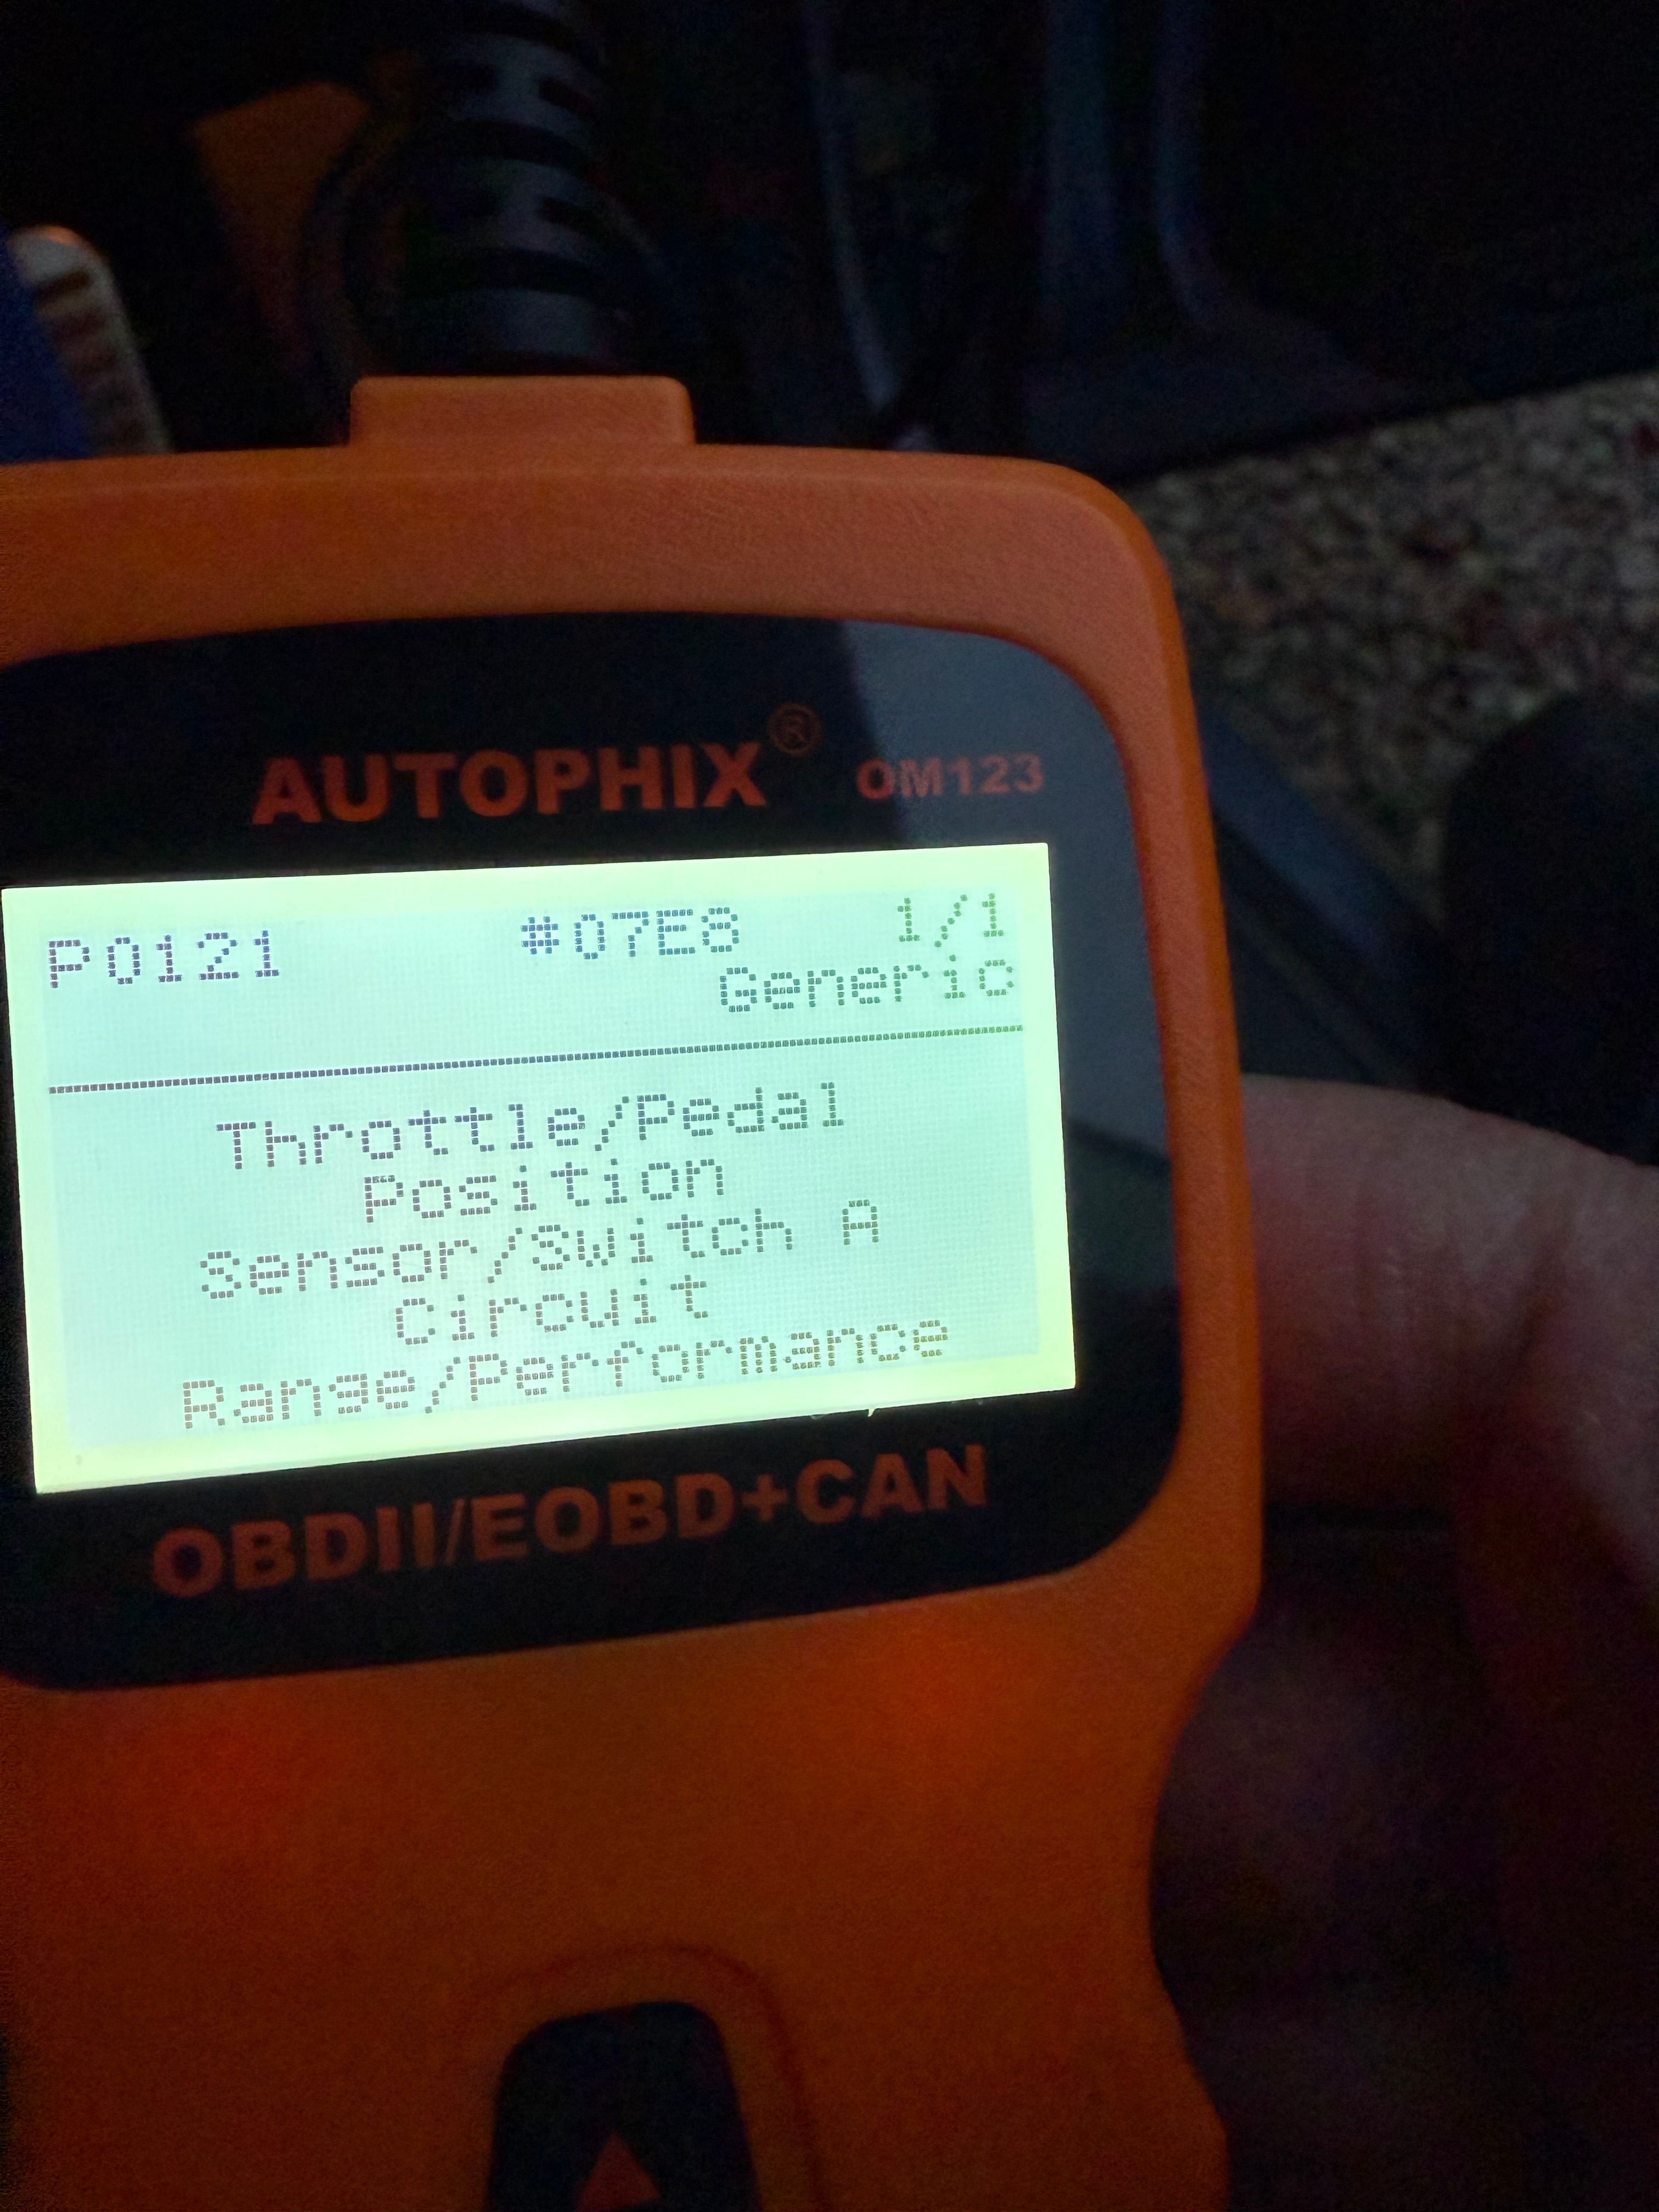 AUTOPHIX® OM123
P0121 #07E8 1/1
Generic
Throttle/Pedal
Position
Sensor/Switch A
Circuit
Range/Performance
OBDII/EOBD+CAN